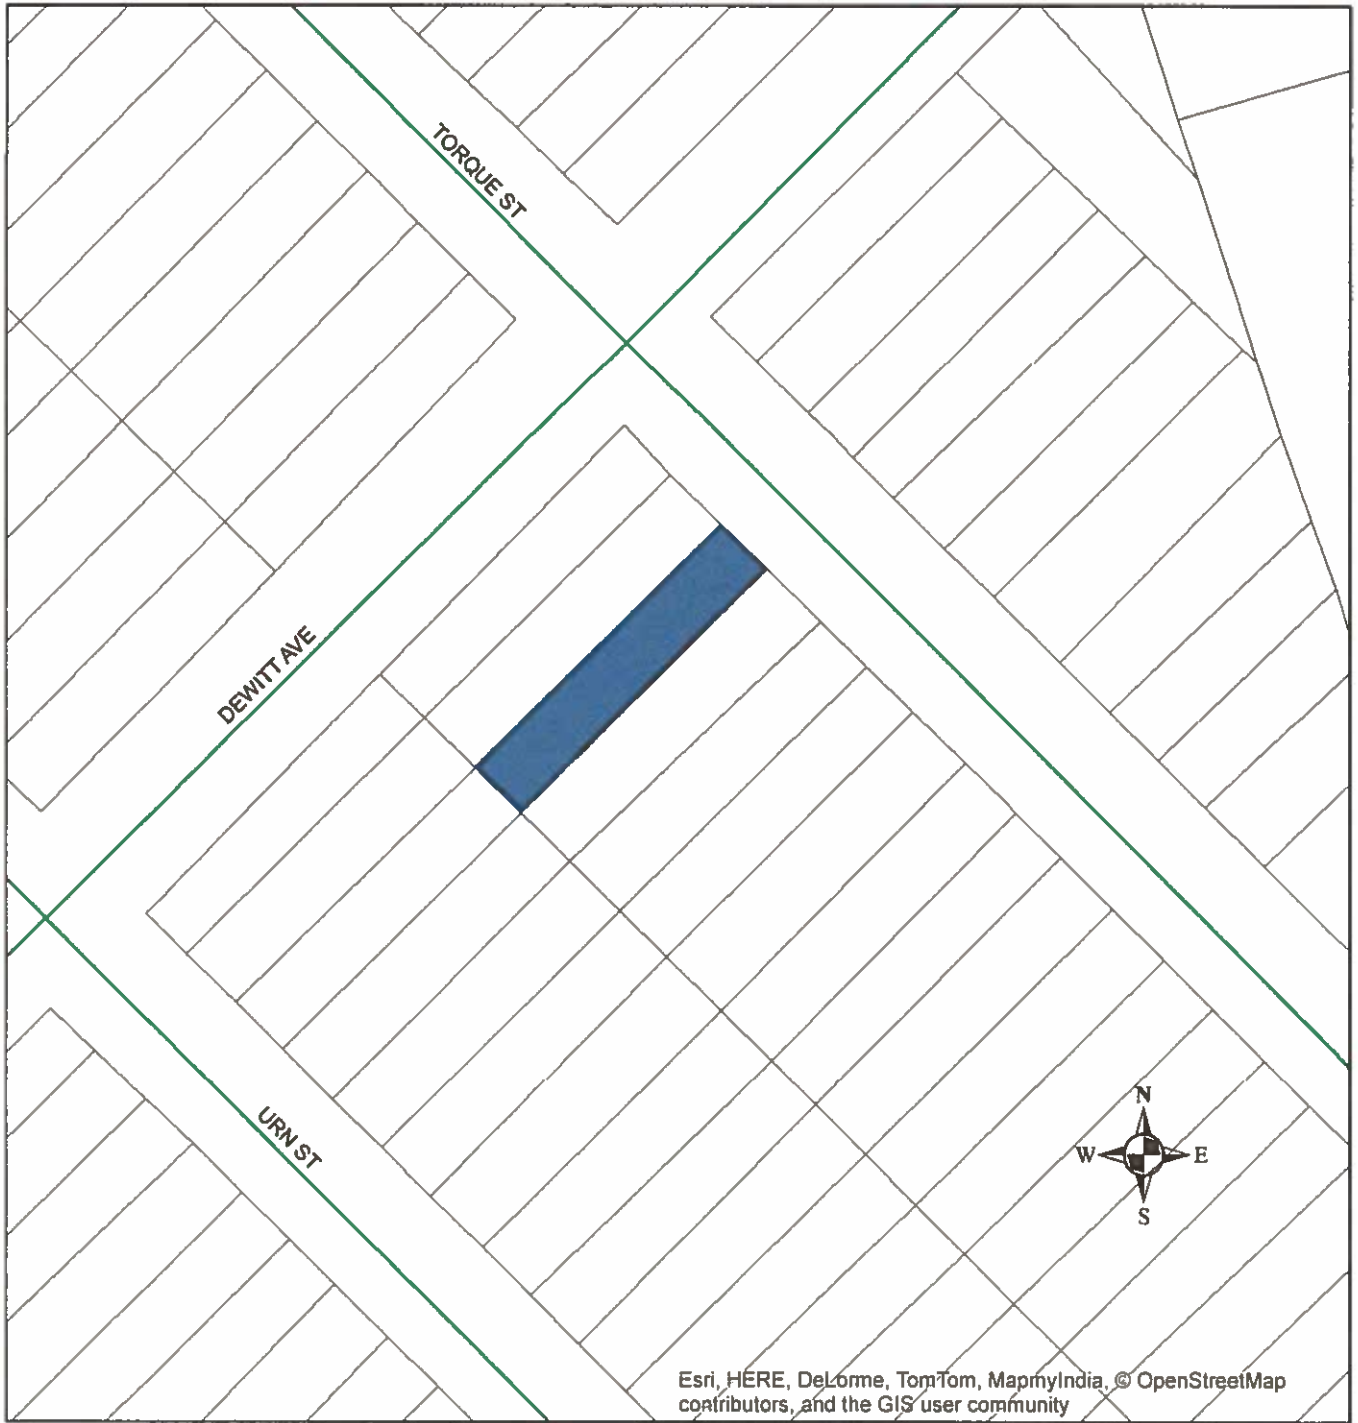 TORQUE ST
DEWITT AVE
URN ST
N
W E
S
Esri, HERE, DeLorme, TomTom, MapmyIndia, © OpenStreetMap
contributors, and the GIS user community